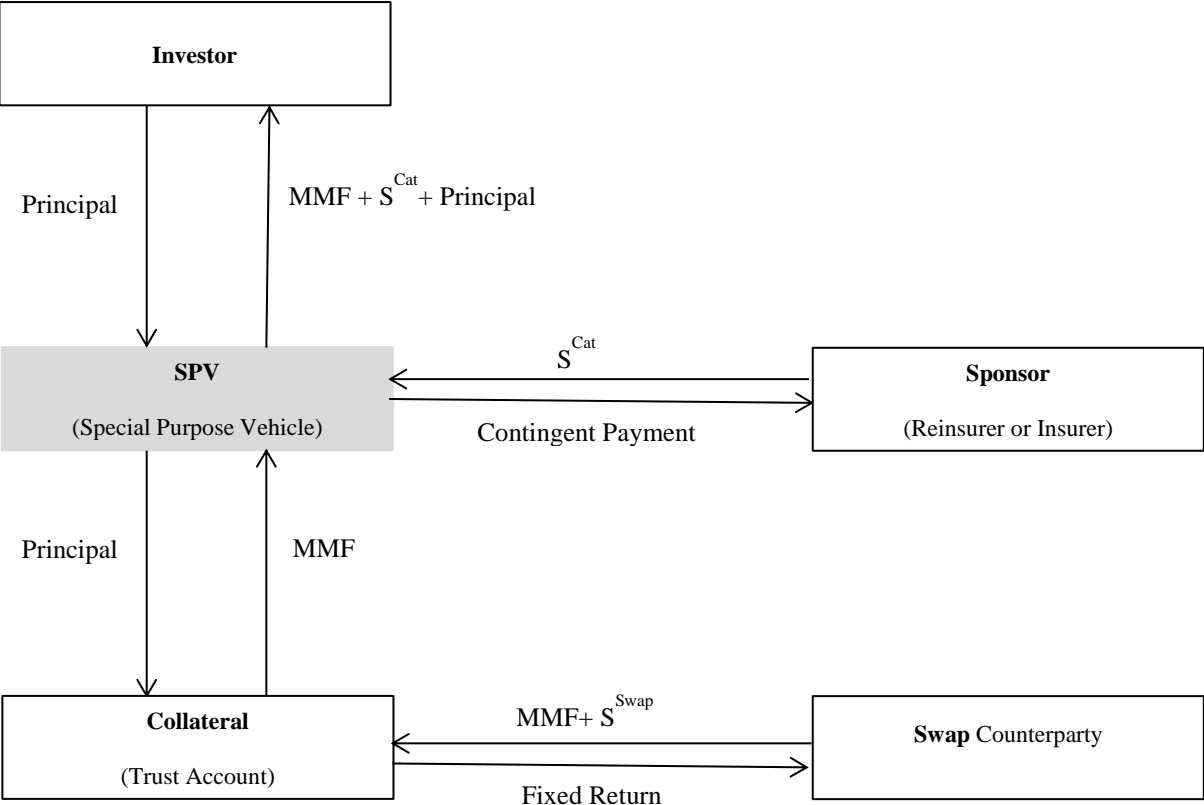 Investor
Principal
MMF + S^Cat + Principal
SPV
(Special Purpose Vehicle)
S^Cat
Contingent Payment
Sponsor
(Reinsurer or Insurer)
Principal
MMF
Collateral
(Trust Account)
MMF+ S^Swap
Fixed Return
Swap Counterparty